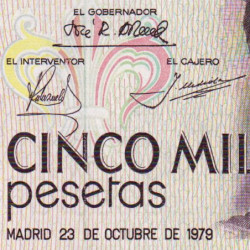 EL GOBERNADOR
EL INTERVENTOR EL CAJERO
CINCO MIL
pesetas
MADRID 23 DE OCTUBRE DE 1979